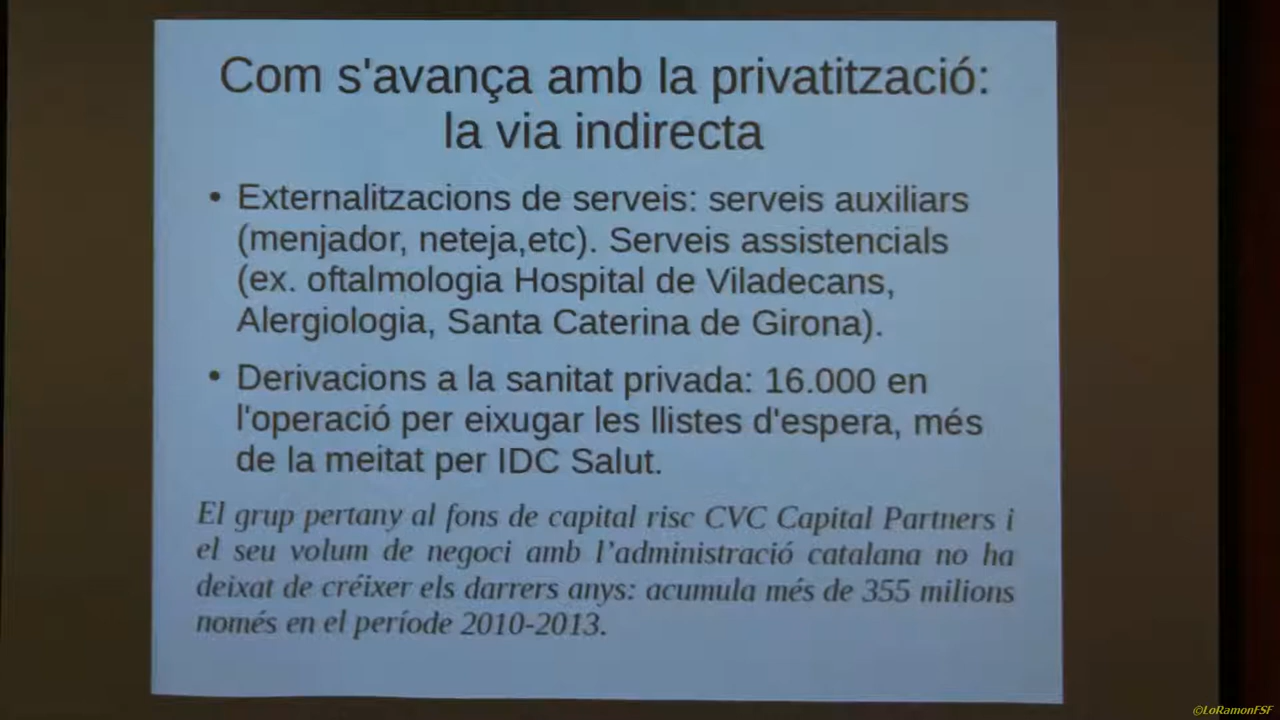 Com s'avança amb la privatització:
la via indirecta
• Externalitzacions de serveis: serveis auxiliars
(menjador, neteja,etc). Serveis assistencials
(ex. oftalmologia Hospital de Viladecans,
Alergiologia, Santa Caterina de Girona).
• Derivacions a la sanitat privada: 16.000 en
l'operació per eixugar les llistes d'espera, més
de la meitat per IDC Salut.
El grup pertany al fons de capital risc CVC Capital Partners i
el seu volum de negoci amb l’administració catalana no ha
deixat de créixer els darrers anys: acumula més de 355 milions
només en el període 2010-2013.
©LoRamonFSF